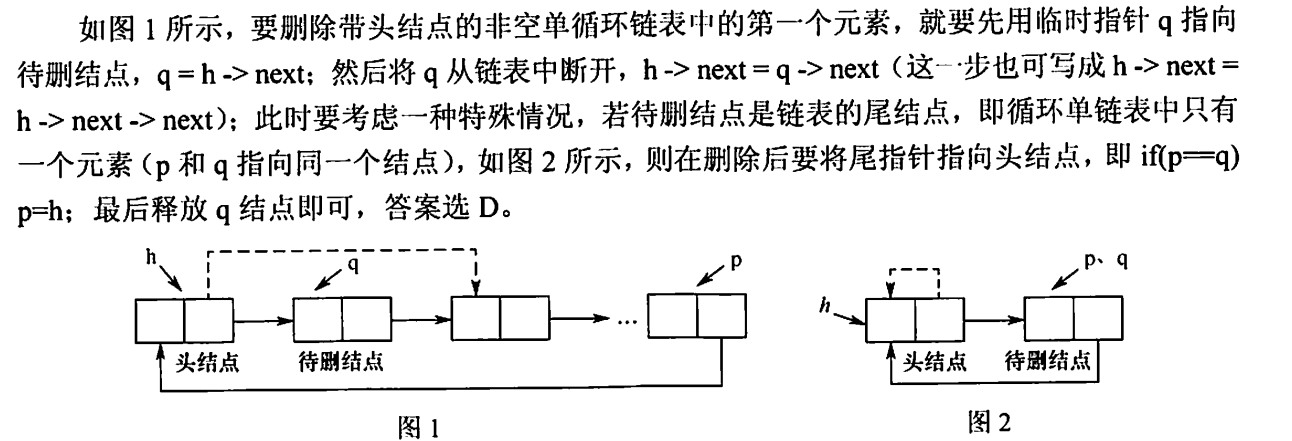 如图 1 所示，要删除带头结点的非空单循环链表中的第一个元素，就要先用临时指针 q 指向
待删结点，q = h -> next；然后将 q 从链表中断开，h -> next = q -> next（这一步也可写成 h -> next =
h -> next -> next）；此时要考虑一种特殊情况，若待删结点是链表的尾结点，即循环单链表中只有
一个元素（p 和 q 指向同一个结点），如图 2 所示，则在删除后要将尾指针指向头结点，即 if(p==q)
p=h；最后释放 q 结点即可，答案选 D。
h q p
头结点 待删结点 ...
图 1
h p、q
头结点 待删结点
图 2